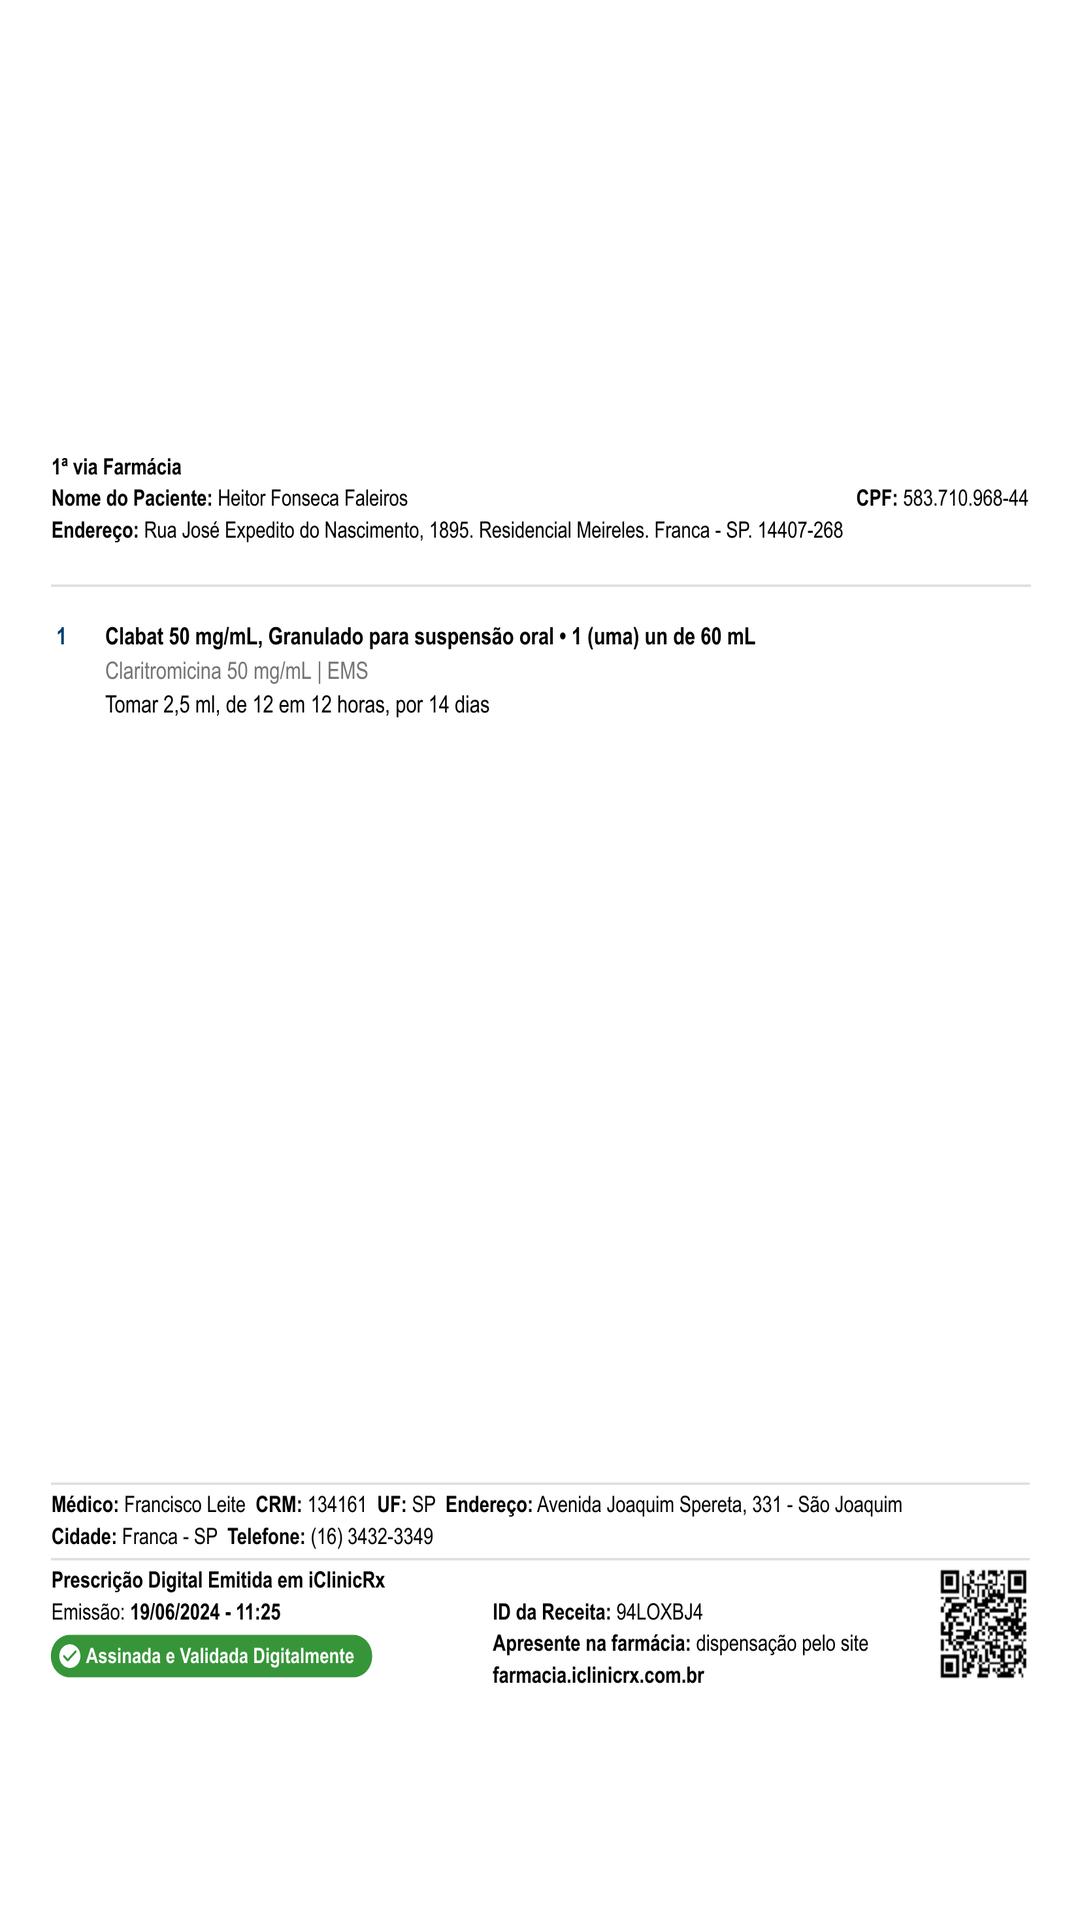 1ª via Farmácia
Nome do Paciente: Heitor Fonseca Faleiros CPF: 583.710.968-44
Endereço: Rua José Expedito do Nascimento, 1895. Residencial Meireles. Franca - SP. 14407-268
1 Clabat 50 mg/mL, Granulado para suspensão oral • 1 (uma) un de 60 mL
Claritromicina 50 mg/mL | EMS
Tomar 2,5 ml, de 12 em 12 horas, por 14 dias
Médico: Francisco Leite CRM: 134161 UF: SP Endereço: Avenida Joaquim Spereta, 331 - São Joaquim
Cidade: Franca - SP Telefone: (16) 3432-3349
Prescrição Digital Emitida em iClinicRx
Emissão: 19/06/2024 - 11:25
Assinada e Validada Digitalmente
ID da Receita: 94LOXBJ4
Apresente na farmácia: dispensação pelo site
farmacia.iclinicrx.com.br